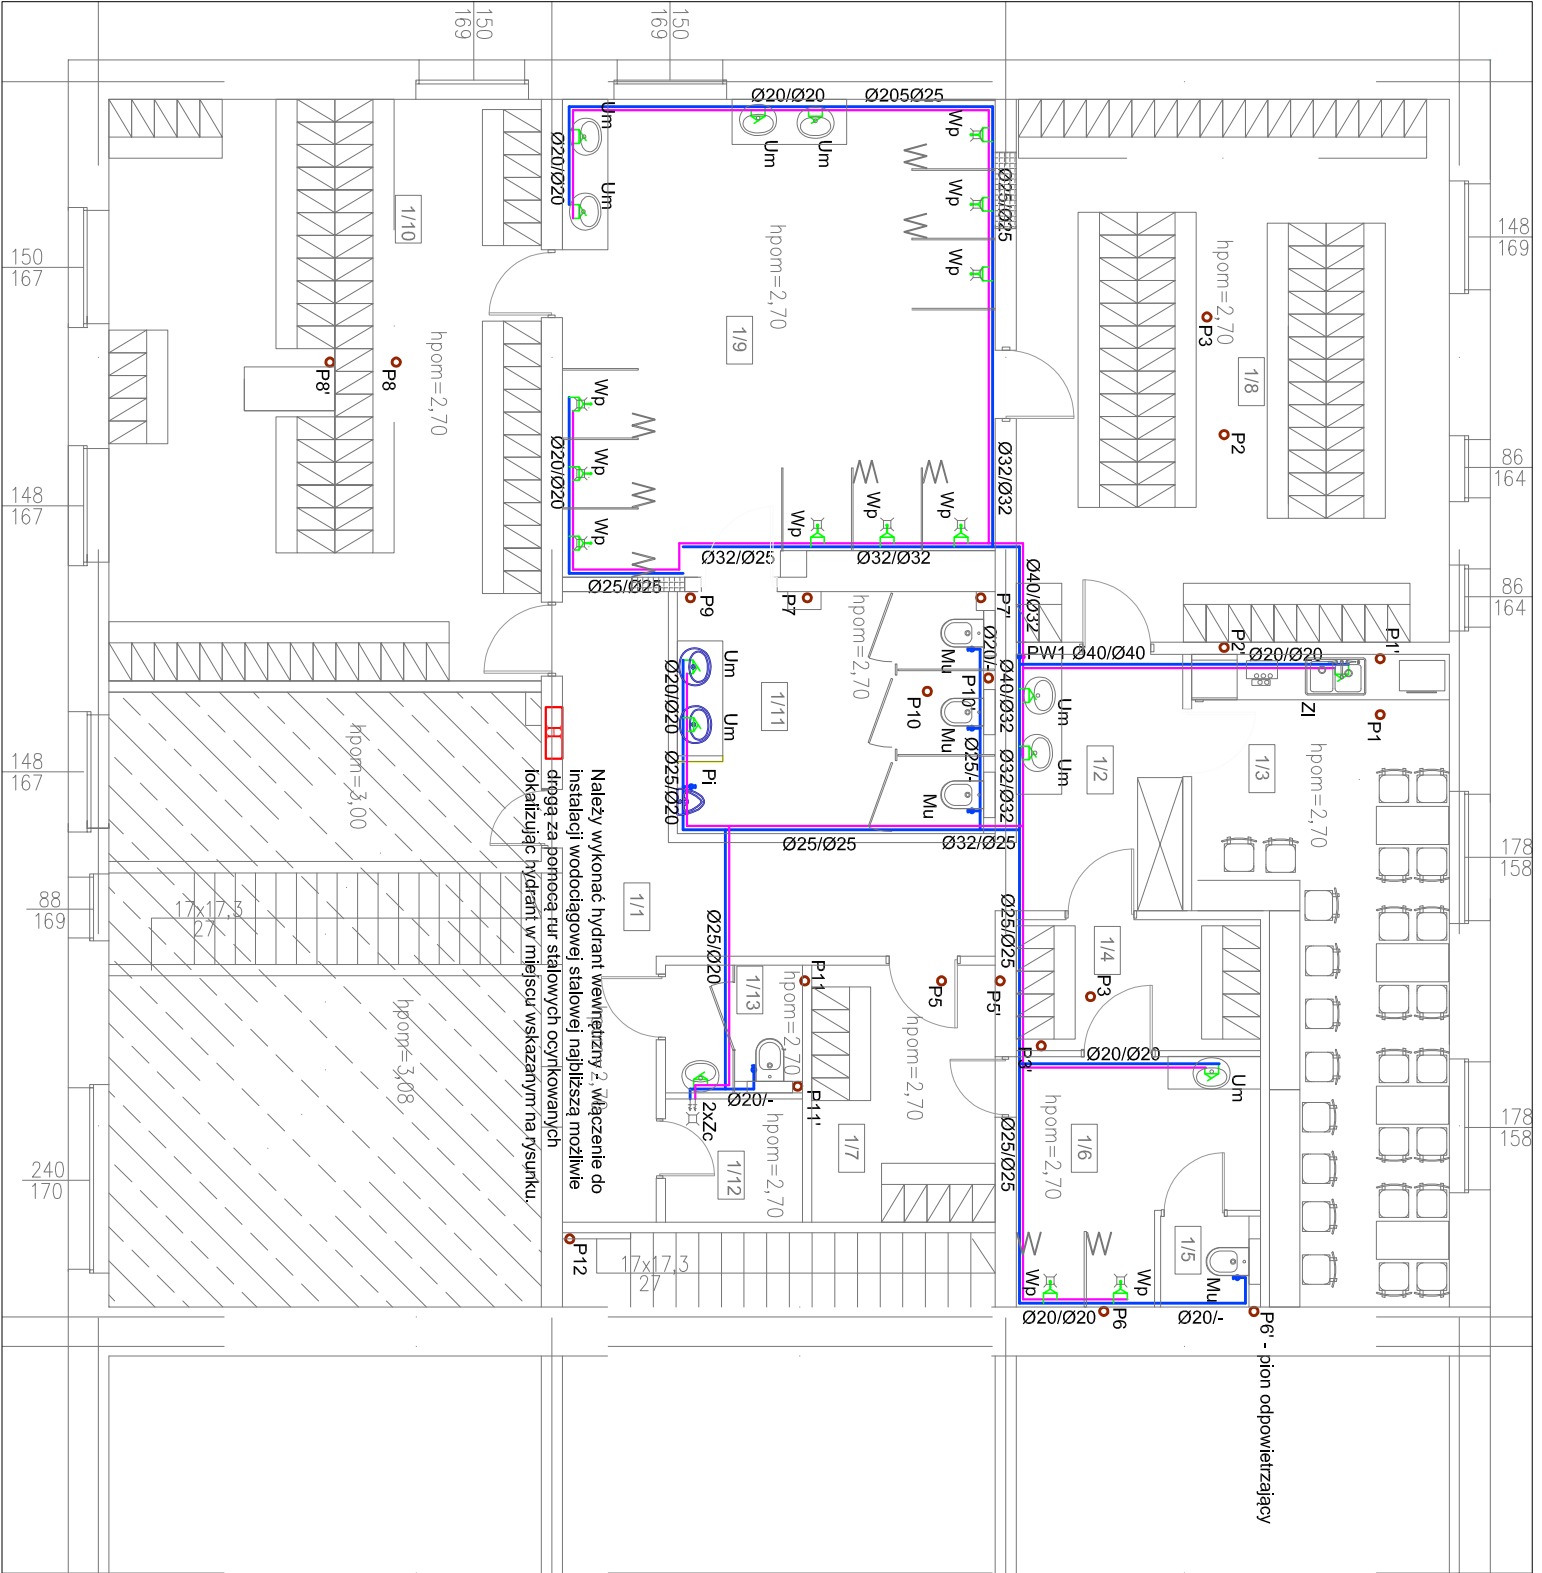 150
169
150
169
Ø20/Ø20
Ø205Ø25
Um
Um
Um
Um
Ø20/Ø20
Wp
Wp
Wp
Ø25/Ø25
1/10
hpom=2,70
1/9
hpom=2,70
hpom=2,70
P3
1/8
P2
148
169
86
164
86
164
150
167
148
167
148
167
88
169
240
170
P8'
P8
hpom=2,70
Wp
Wp
Wp
Ø20/Ø20
Wp
Wp
Wp
Ø32/Ø32
Ø32/Ø25
Ø32/Ø32
Ø25/Ø25
P9
P7
P7'
hpom=2,70
Ø40/Ø32
PW1 Ø40/Ø40
P2'
Ø20/Ø20
P1'
P1
Zl
Um
Um
Ø20/Ø20
Ø25/Ø20
Pi
1/11
Mu
Mu
Mu
Ø20/-
P10'
P10
Ø25/-
Ø40/Ø32
Ø32/Ø32
Um
Um
1/2
1/3
hpom=2,70
178
158
178
158
Ø25/Ø25
Ø32/Ø25
hpom=3,00
17x17,3
27
hpom=3,08
Należy wykonać hydrant wewnętrzny - włączenie do
instalacji wodociągowej stalowej najbliższą możliwie
drogą za pomocą rur stalowych ocynkowanych
lokalizując hydrant w miejscu wskazanym na rysunku.
1/1
Ø25/Ø20
1/13
hpom=2,70
P11
P11'
Ø20/-
2xZc
1/12
hpom=2,70
1/7
hpom=2,70
P5
P5'
Ø25/Ø25
Ø25/Ø25
1/4
P3
P3'
Ø20/Ø20
Um
hpom=2,70
1/6
1/5
Mu
Wp
Wp
Ø20/Ø20
P6
Ø20/-
P6' - pion odpowietrzający
P12
17x17,3
27